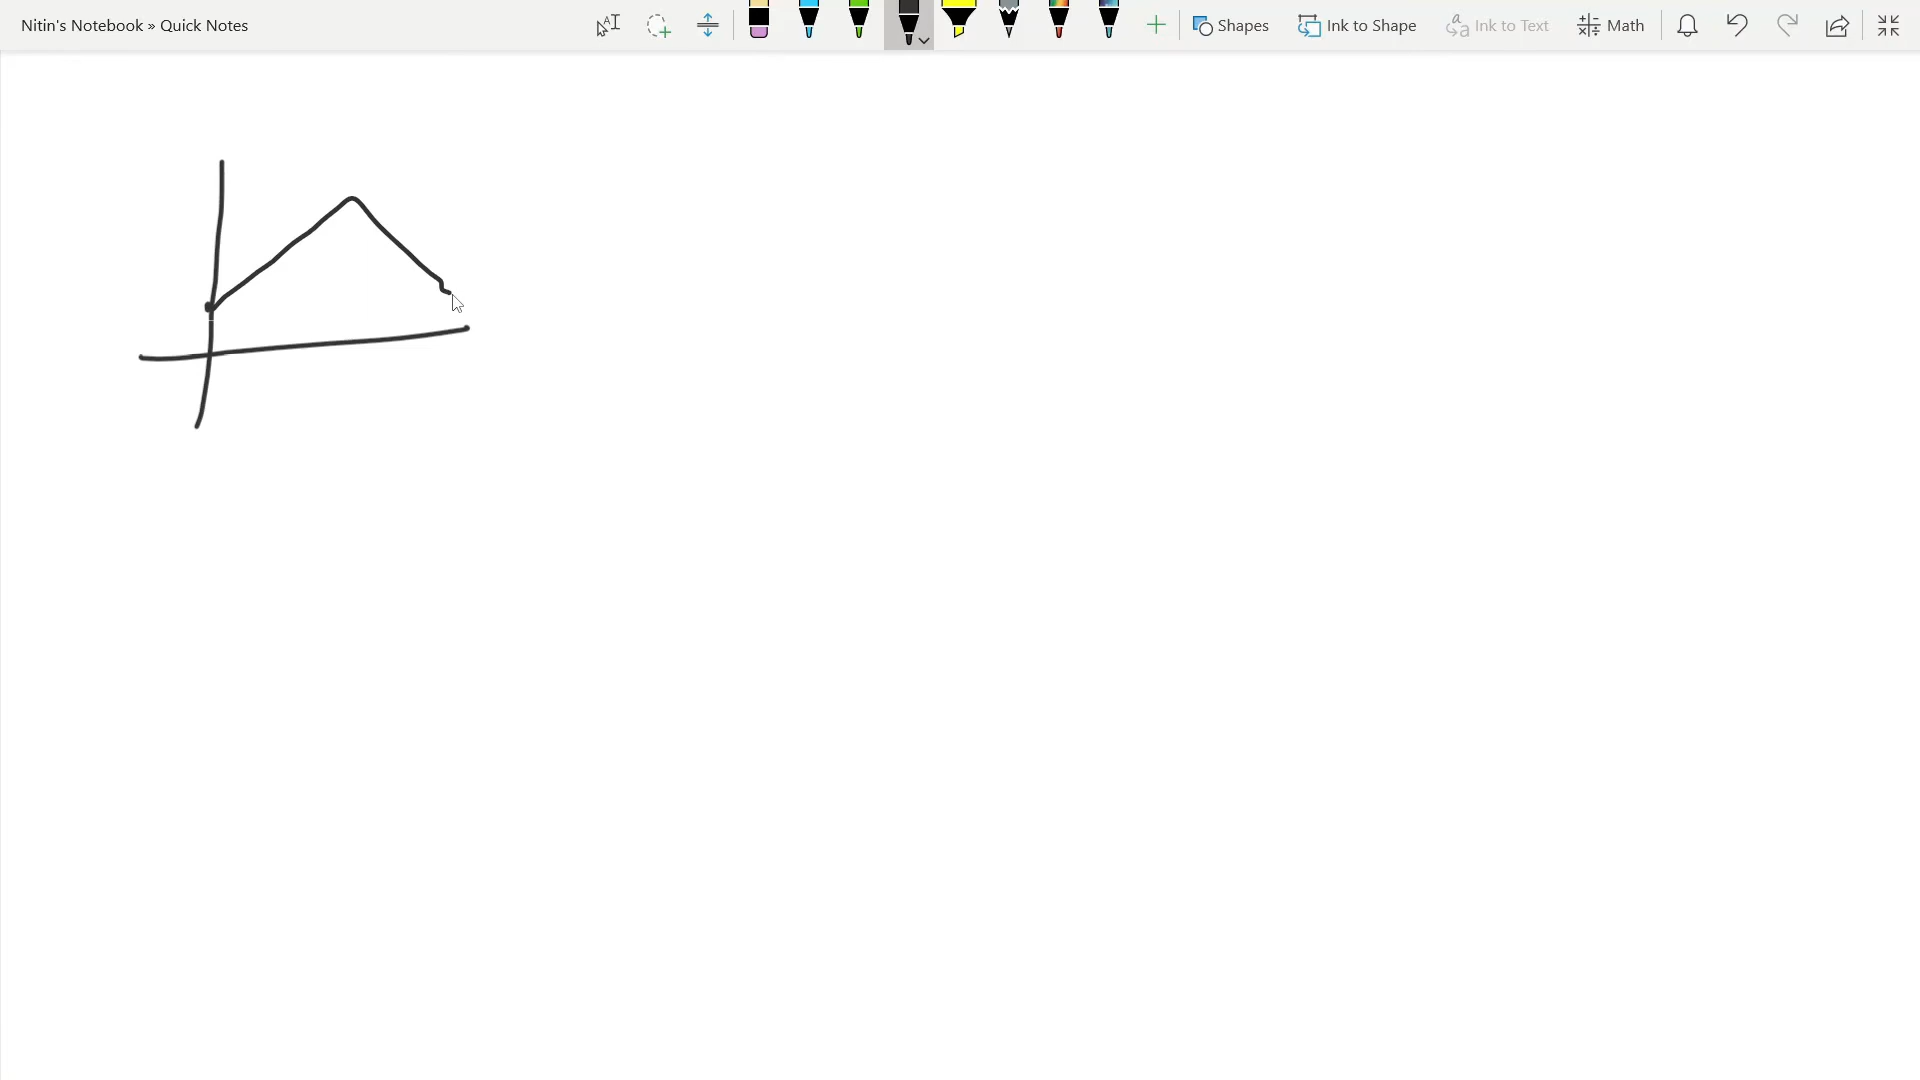 Nitin's Notebook » Quick Notes
Shapes
Ink to Shape
Ink to Text
Math